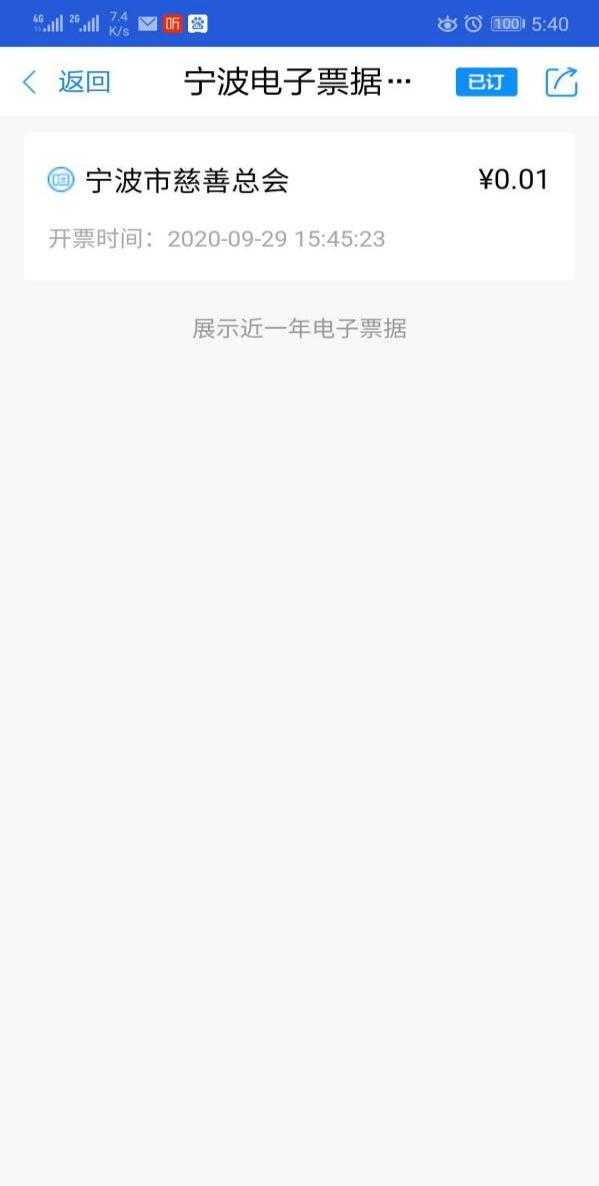 4G 2G 7.4 K/s 听 100 5:40
返回 宁波电子票据··· 已订
宁波市慈善总会 ¥0.01
开票时间：2020-09-29 15:45:23
展示近一年电子票据